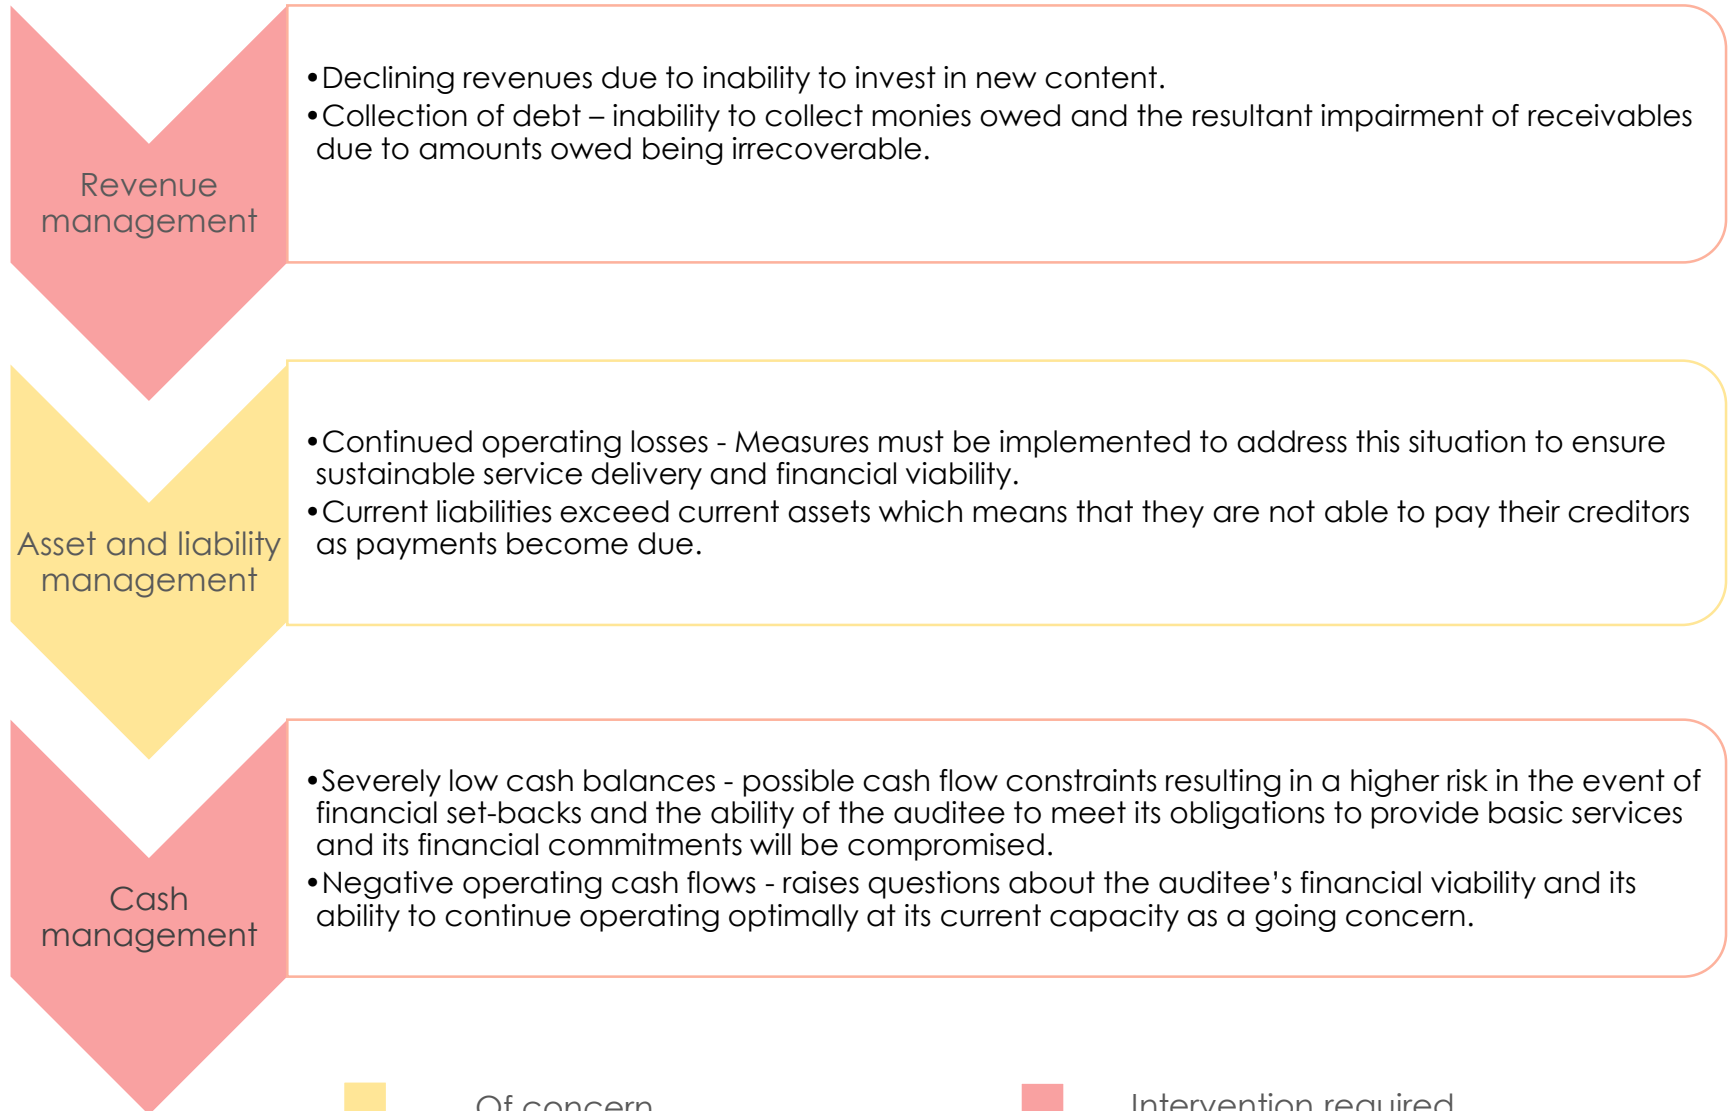 •Declining revenues due to inability to invest in new content.
•Collection of debt – inability to collect monies owed and the resultant impairment of receivables
due to amounts owed being irrecoverable.
Revenue
management
•Continued operating losses - Measures must be implemented to address this situation to ensure
sustainable service delivery and financial viability.
•Current liabilities exceed current assets which means that they are not able to pay their creditors
as payments become due.
Asset and liability
management
•Severely low cash balances - possible cash flow constraints resulting in a higher risk in the event of
financial set-backs and the ability of the auditee to meet its obligations to provide basic services
and its financial commitments will be compromised.
•Negative operating cash flows - raises questions about the auditee’s financial viability and its
ability to continue operating optimally at its current capacity as a going concern.
Cash
management
Of concern
Intervention required